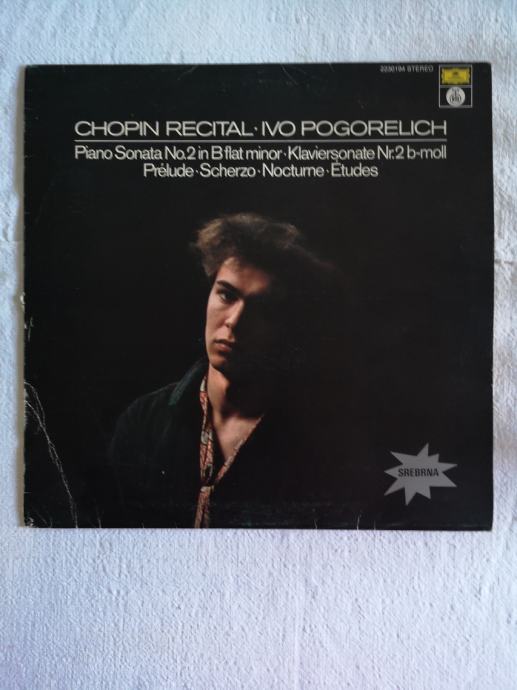 2230194 STEREO
CHOPIN RECITAL · IVO POGORELICH
Piano Sonata No.2 in B flat minor · Klaviersonate Nr.2 b-moll
Prélude · Scherzo · Nocturne · Études
SREBRNA